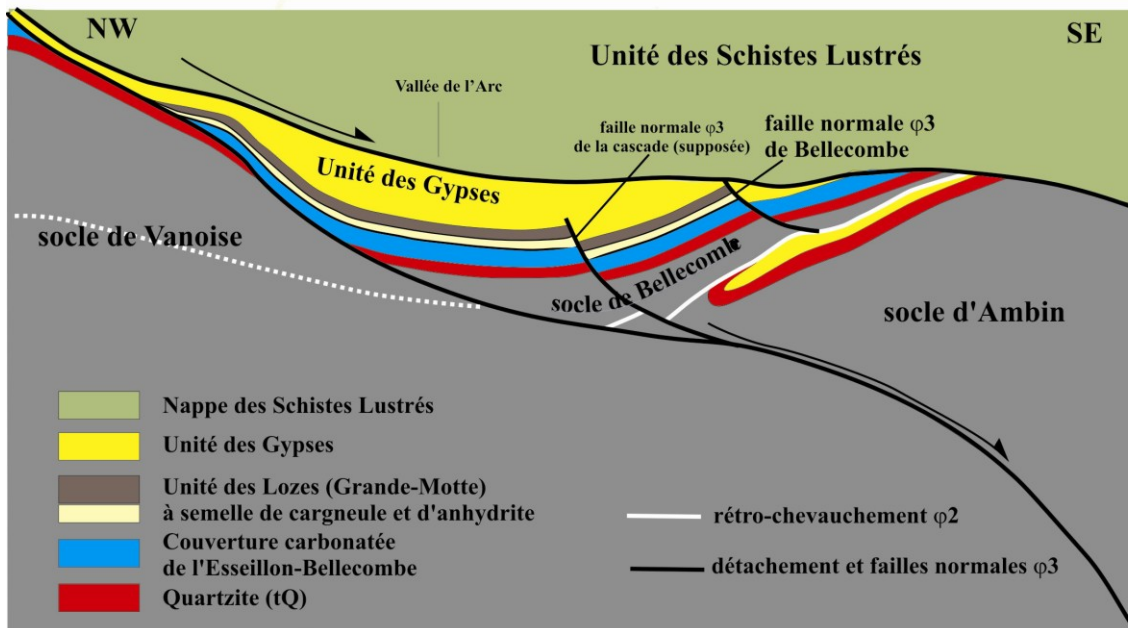 NW
SE
Unité des Schistes Lustrés
Vallée de l'Arc
faille normale φ3
de la cascade (supposée)
faille normale φ3
de Bellecombe
Unité des Gypses
socle de Vanoise
socle de Bellecombe
socle d'Ambin
Nappe des Schistes Lustrés
Unité des Gypses
Unité des Lozes (Grande-Motte)
à semelle de cargneule et d'anhydrite
Couverture carbonatée
de l'Esseillon-Bellecombe
Quartzite (tQ)
rétro-chevauchement φ2
détachement et failles normales φ3